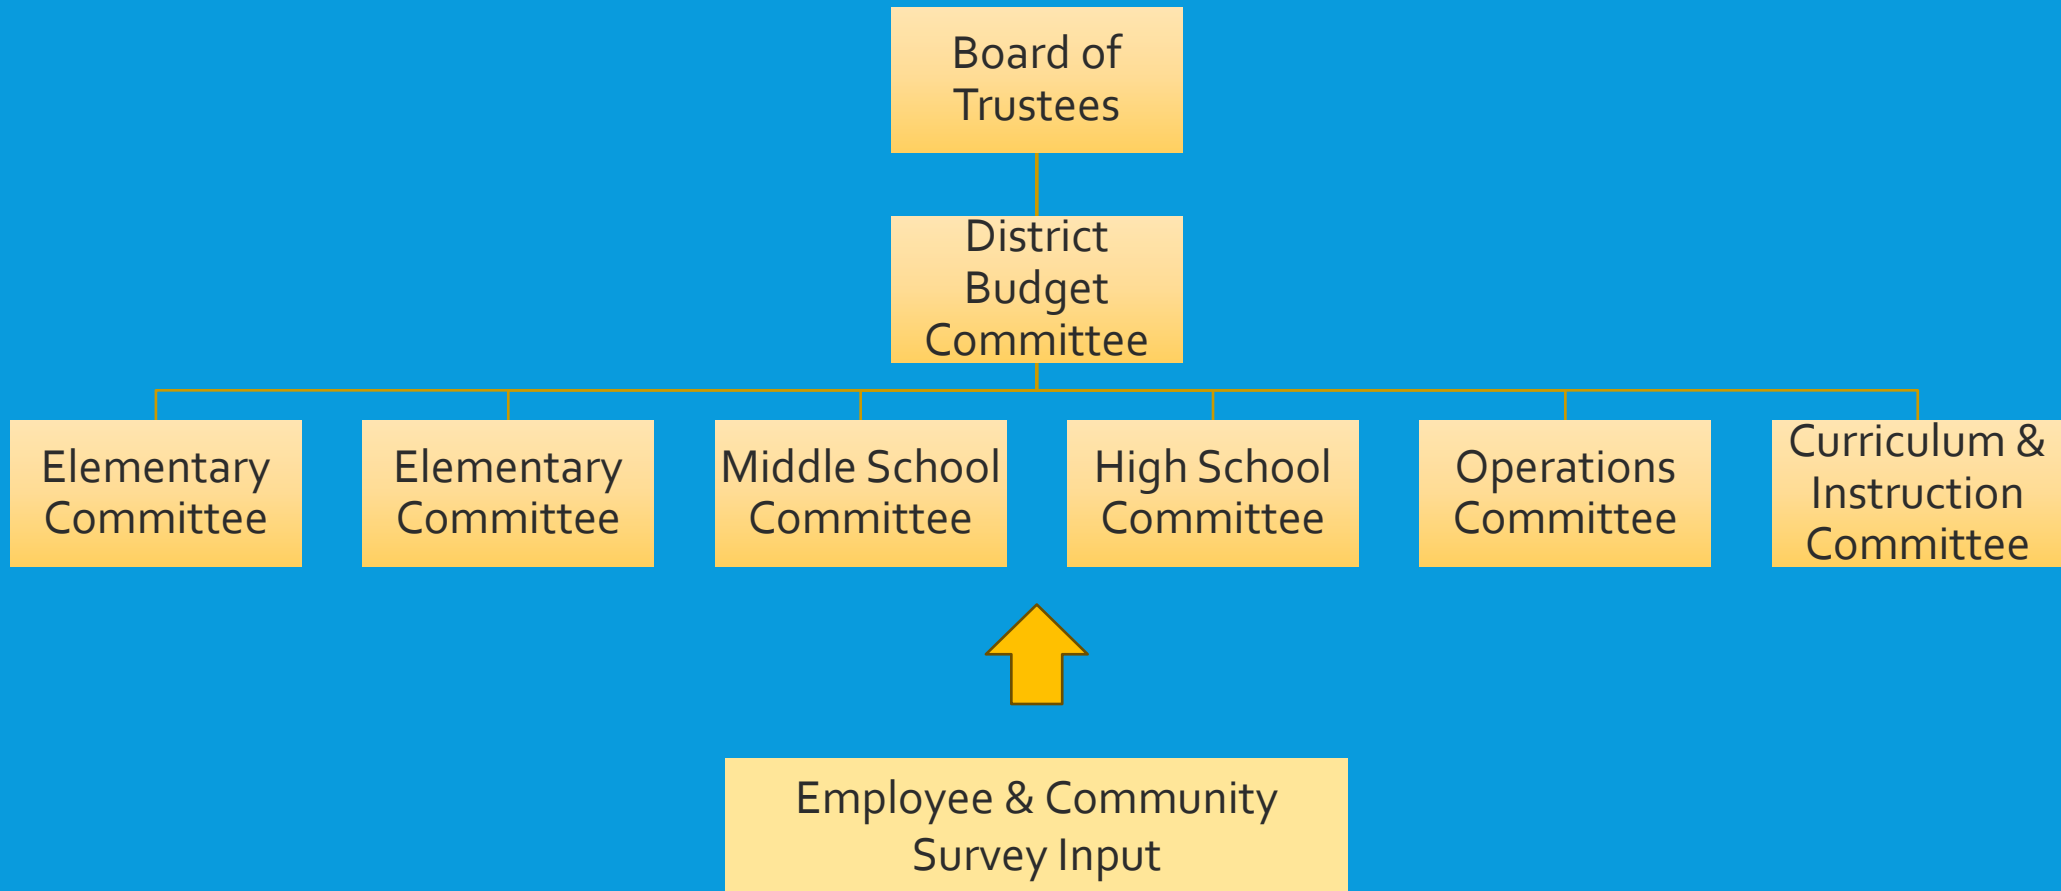 Board of
Trustees
District
Budget
Committee
Elementary
Committee
Elementary
Committee
Middle School
Committee
High School
Committee
Operations
Committee
Curriculum &
Instruction
Committee
Employee & Community
Survey Input